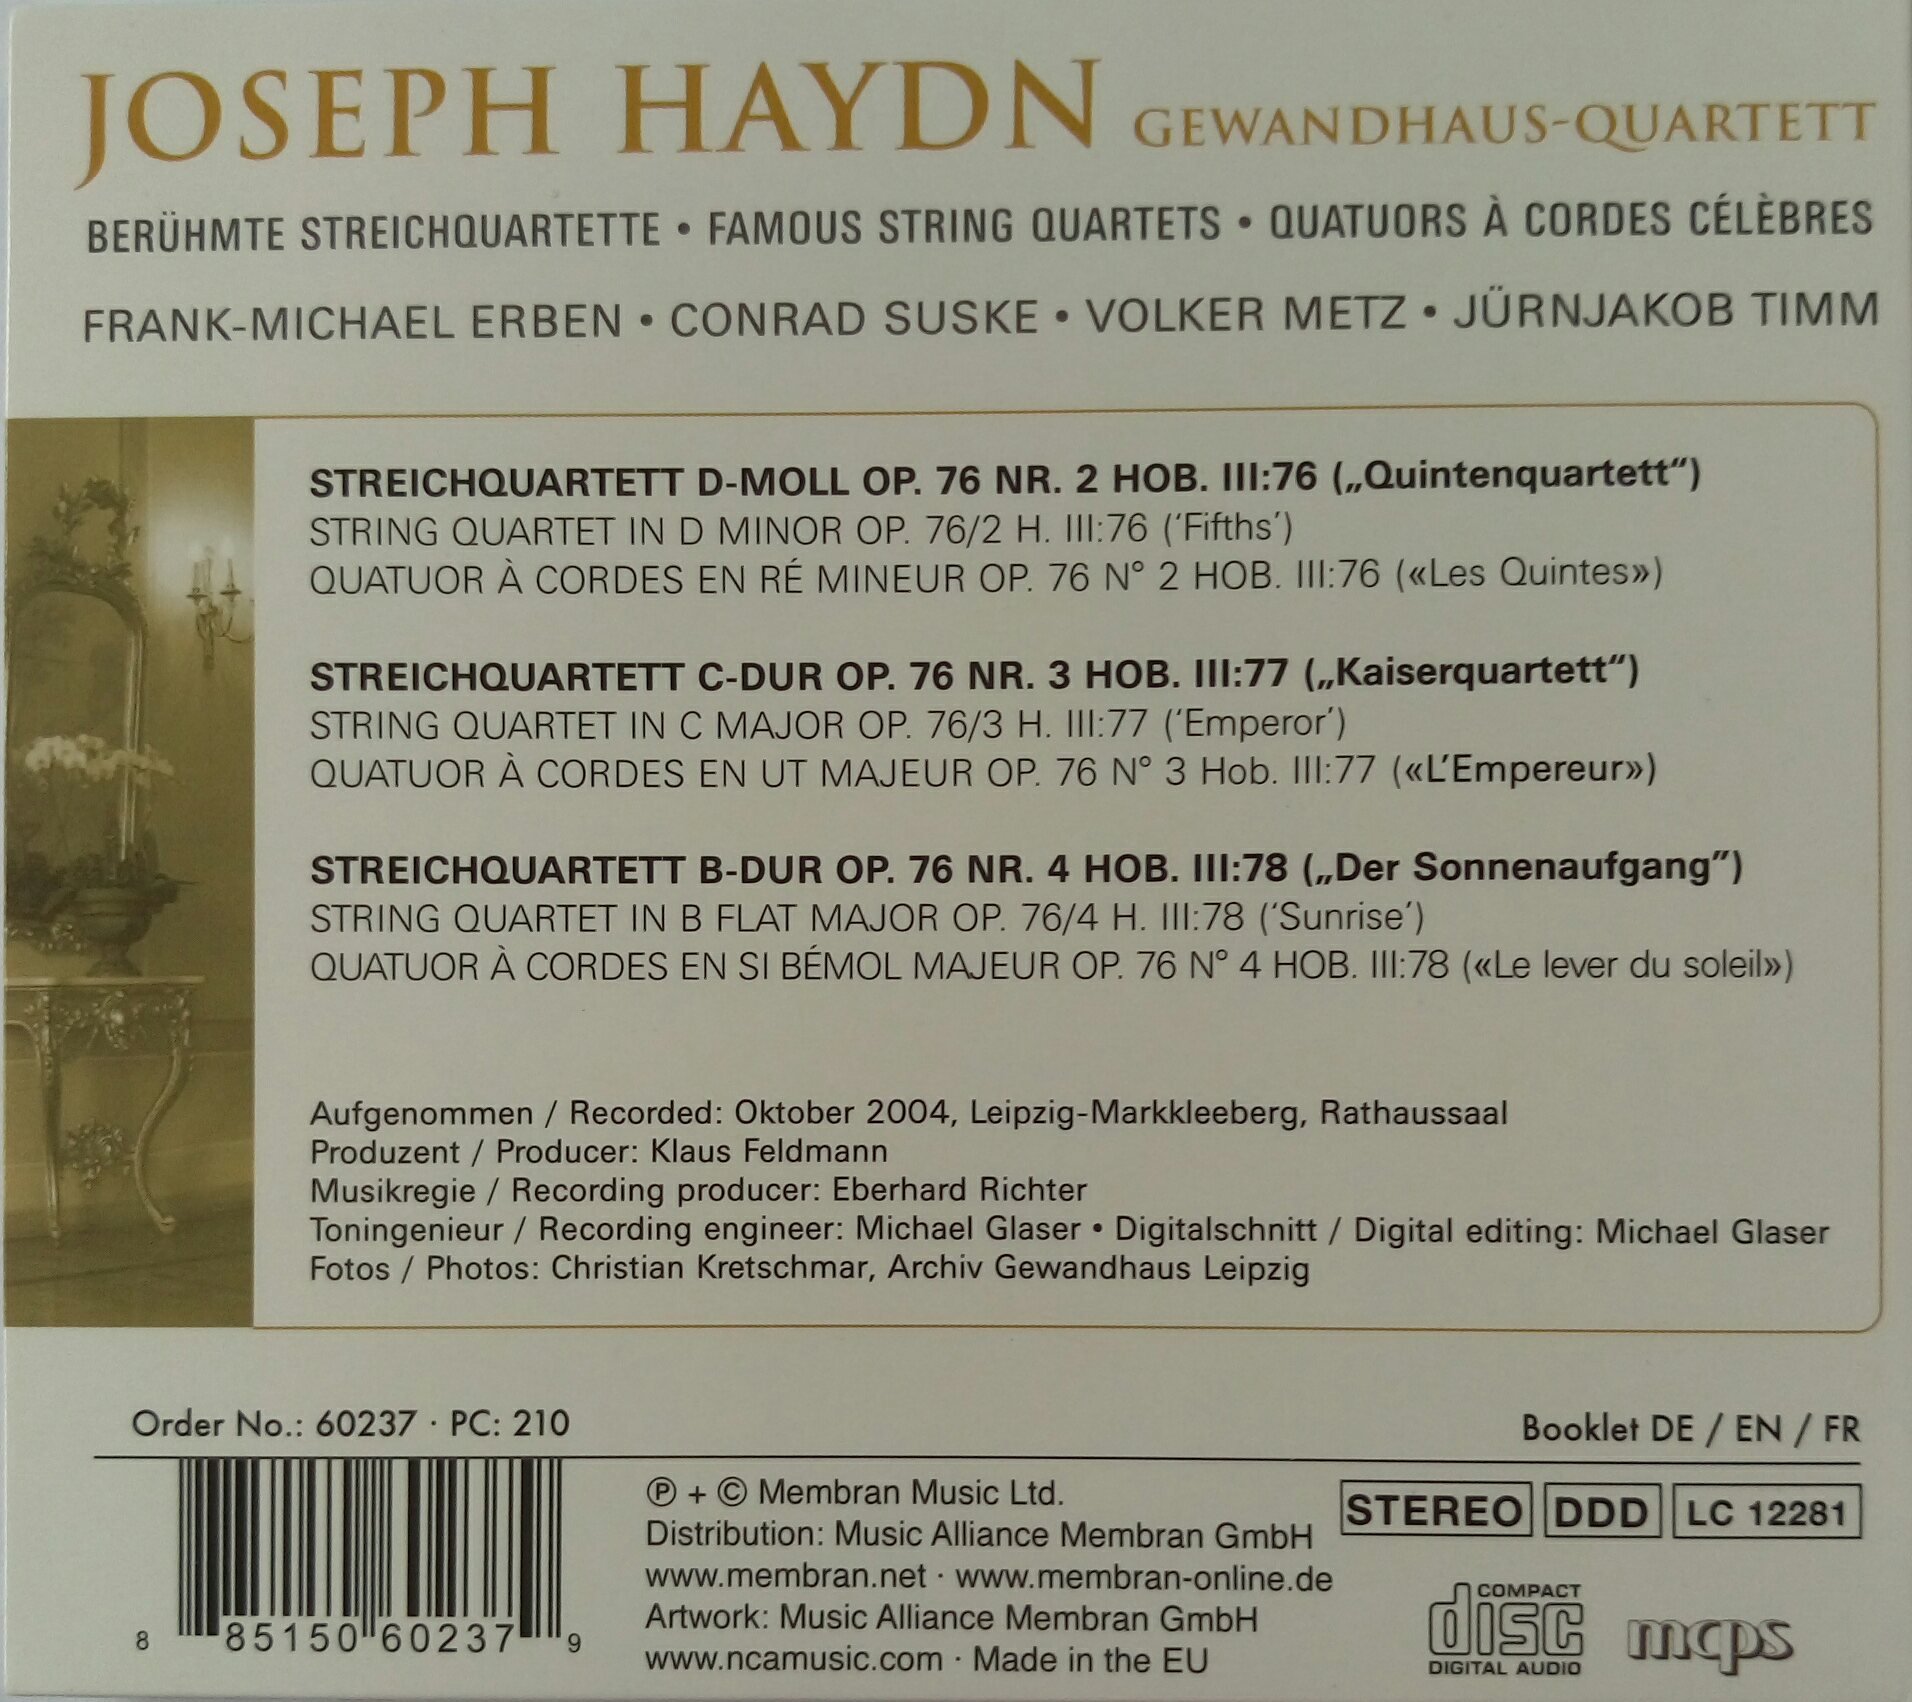 JOSEPH HAYDN GEWANDHAUS-QUARTETT
BERÜHMTE STREICHQUARTETTE • FAMOUS STRING QUARTETS • QUATUORS À CORDES CÉLÈBRES
FRANK-MICHAEL ERBEN • CONRAD SUSKE • VOLKER METZ • JÜRNJAKOB TIMM
STREICHQUARTETT D-MOLL OP. 76 NR. 2 HOB. III:76 („Quintenquartett“)
STRING QUARTET IN D MINOR OP. 76/2 H. III:76 (‘Fifths’)
QUATUOR À CORDES EN RÉ MINEUR OP. 76 N° 2 HOB. III:76 («Les Quintes»)
STREICHQUARTETT C-DUR OP. 76 NR. 3 HOB. III:77 („Kaiserquartett“)
STRING QUARTET IN C MAJOR OP. 76/3 H. III:77 (‘Emperor’)
QUATUOR À CORDES EN UT MAJEUR OP. 76 N° 3 Hob. III:77 («L’Empereur»)
STREICHQUARTETT B-DUR OP. 76 NR. 4 HOB. III:78 („Der Sonnenaufgang”)
STRING QUARTET IN B FLAT MAJOR OP. 76/4 H. III:78 (‘Sunrise’)
QUATUOR À CORDES EN SI BÉMOL MAJEUR OP. 76 N° 4 HOB. III:78 («Le lever du soleil»)
Aufgenommen / Recorded: Oktober 2004, Leipzig-Markkleeberg, Rathaussaal
Produzent / Producer: Klaus Feldmann
Musikregie / Recording producer: Eberhard Richter
Toningenieur / Recording engineer: Michael Glaser • Digitalschnitt / Digital editing: Michael Glaser
Fotos / Photos: Christian Kretschmar, Archiv Gewandhaus Leipzig
Order No.: 60237 · PC: 210
Booklet DE / EN / FR
8 85150 60237 9
℗ + © Membran Music Ltd.
Distribution: Music Alliance Membran GmbH
www.membran.net · www.membran-online.de
Artwork: Music Alliance Membran GmbH
www.ncamusic.com · Made in the EU
STEREO DDD LC 12281
COMPACT
disc
DIGITAL AUDIO
mcps